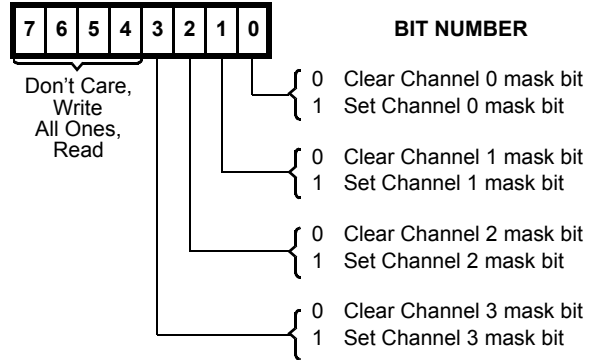 7 6 5 4 3 2 1 0 BIT NUMBER
Don't Care,
Write
All Ones,
Read
0 Clear Channel 0 mask bit
1 Set Channel 0 mask bit
0 Clear Channel 1 mask bit
1 Set Channel 1 mask bit
0 Clear Channel 2 mask bit
1 Set Channel 2 mask bit
0 Clear Channel 3 mask bit
1 Set Channel 3 mask bit